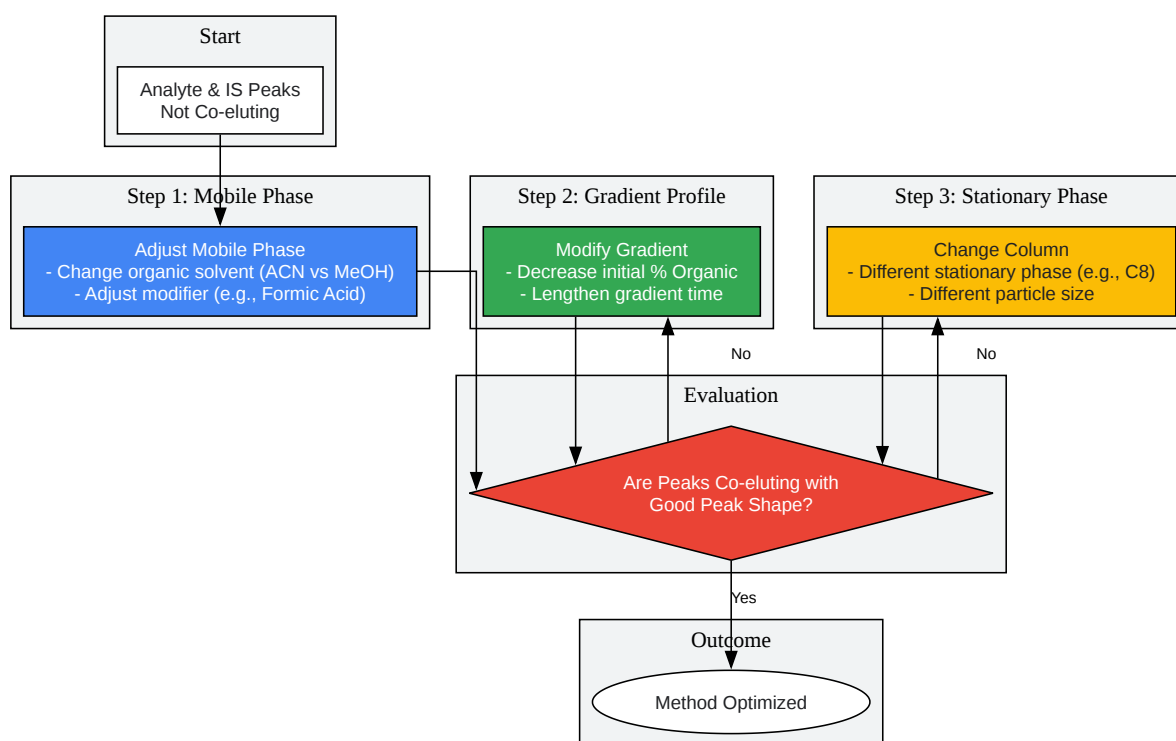 Start
Analyte & IS Peaks
Not Co-eluting
Step 1: Mobile Phase
Adjust Mobile Phase
- Change organic solvent (ACN vs MeOH)
- Adjust modifier (e.g., Formic Acid)
Step 2: Gradient Profile
Modify Gradient
- Decrease initial % Organic
- Lengthen gradient time
Step 3: Stationary Phase
Change Column
- Different stationary phase (e.g., C8)
- Different particle size
No
No
Evaluation
Are Peaks Co-eluting with
Good Peak Shape?
Yes
Outcome
Method Optimized